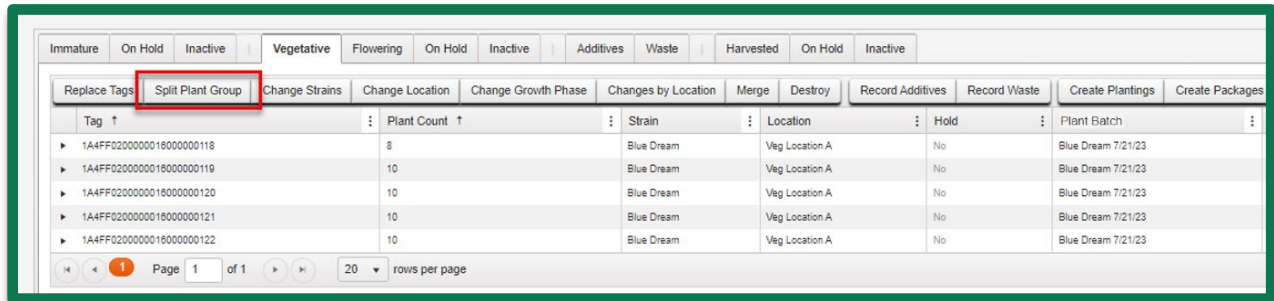 Immature On Hold Inactive Vegetative Flowering On Hold Inactive Additives Waste Harvested On Hold Inactive
Replace Tags Split Plant Group Change Strains Change Location Change Growth Phase Changes by Location Merge Destroy Record Additives Record Waste Create Plantings Create Packages
Tag ↑ Plant Count ↑ Strain Location Hold Plant Batch
1A4FF0200000016000000118 8 Blue Dream Veg Location A No Blue Dream 7/21/23
1A4FF0200000016000000119 10 Blue Dream Veg Location A No Blue Dream 7/21/23
1A4FF0200000016000000120 10 Blue Dream Veg Location A No Blue Dream 7/21/23
1A4FF0200000016000000121 10 Blue Dream Veg Location A No Blue Dream 7/21/23
1A4FF0200000016000000122 10 Blue Dream Veg Location A No Blue Dream 7/21/23
1 Page 1 of 1 20 rows per page